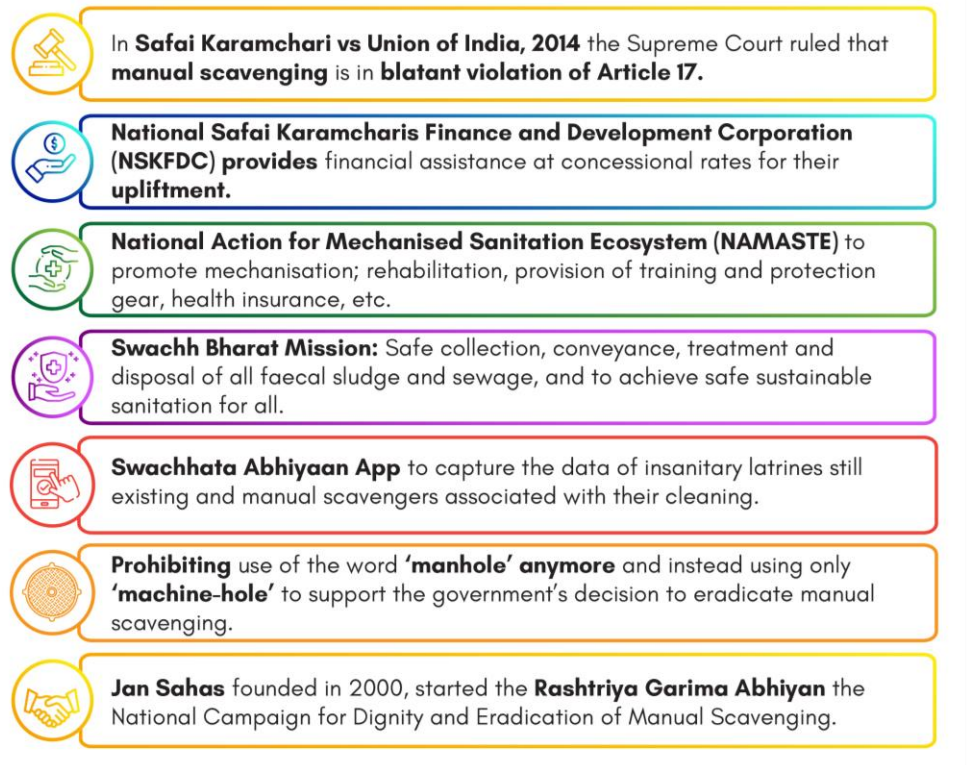 In Safai Karamchari vs Union of India, 2014 the Supreme Court ruled that
manual scavenging is in blatant violation of Article 17.
National Safai Karamcharis Finance and Development Corporation
(NSKFDC) provides financial assistance at concessional rates for their
upliftment.
National Action for Mechanised Sanitation Ecosystem (NAMASTE) to
promote mechanisation; rehabilitation, provision of training and protection
gear, health insurance, etc.
Swachh Bharat Mission: Safe collection, conveyance, treatment and
disposal of all faecal sludge and sewage, and to achieve safe sustainable
sanitation for all.
Swachhata Abhiyaan App to capture the data of insanitary latrines still
existing and manual scavengers associated with their cleaning.
Prohibiting use of the word ‘manhole’ anymore and instead using only
‘machine-hole’ to support the government’s decision to eradicate manual
scavenging.
Jan Sahas founded in 2000, started the Rashtriya Garima Abhiyan the
National Campaign for Dignity and Eradication of Manual Scavenging.